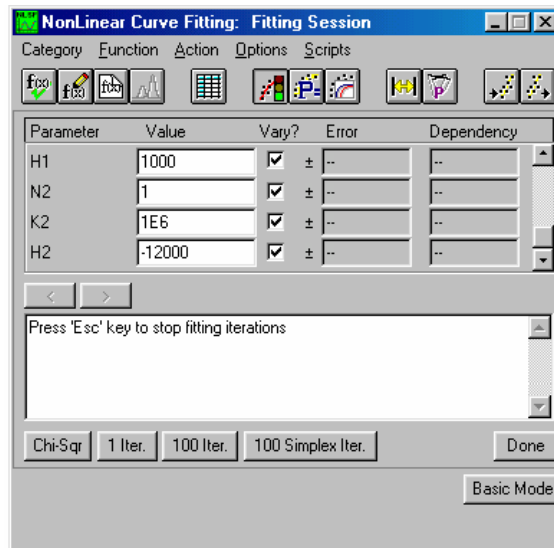 NonLinear Curve Fitting: Fitting Session
Category Function Action Options Scripts
Parameter Value Vary? Error Dependency
H1 1000 ± -- --
N2 1 ± -- --
K2 1E6 ± -- --
H2 -12000 ± -- --
< >
Press 'Esc' key to stop fitting iterations
Chi-Sqr 1 Iter. 100 Iter. 100 Simplex Iter. Done
Basic Mode